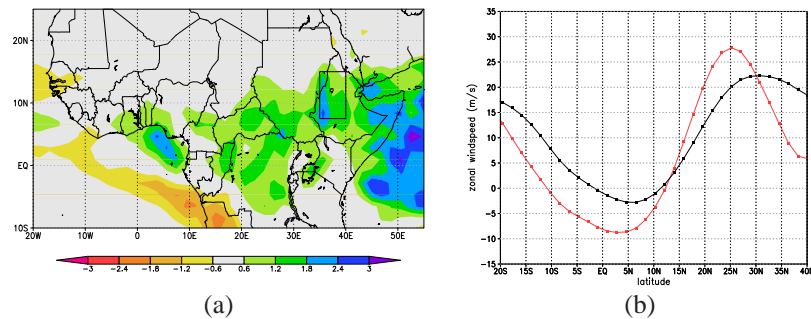 20N
10N
EQ
10S
20W 10W 0 10E 20E 30E 40E 50E
-3 -2.4 -1.8 -1.2 -0.6 0.6 1.2 1.8 2.4 3
(a)
zonal windspeed (m/s)
35
30
25
20
15
10
5
0
-5
-10
-15
20S 15S 10S 5S EQ 5N 10N 15N 20N 25N 30N 35N 40N
latitude
(b)